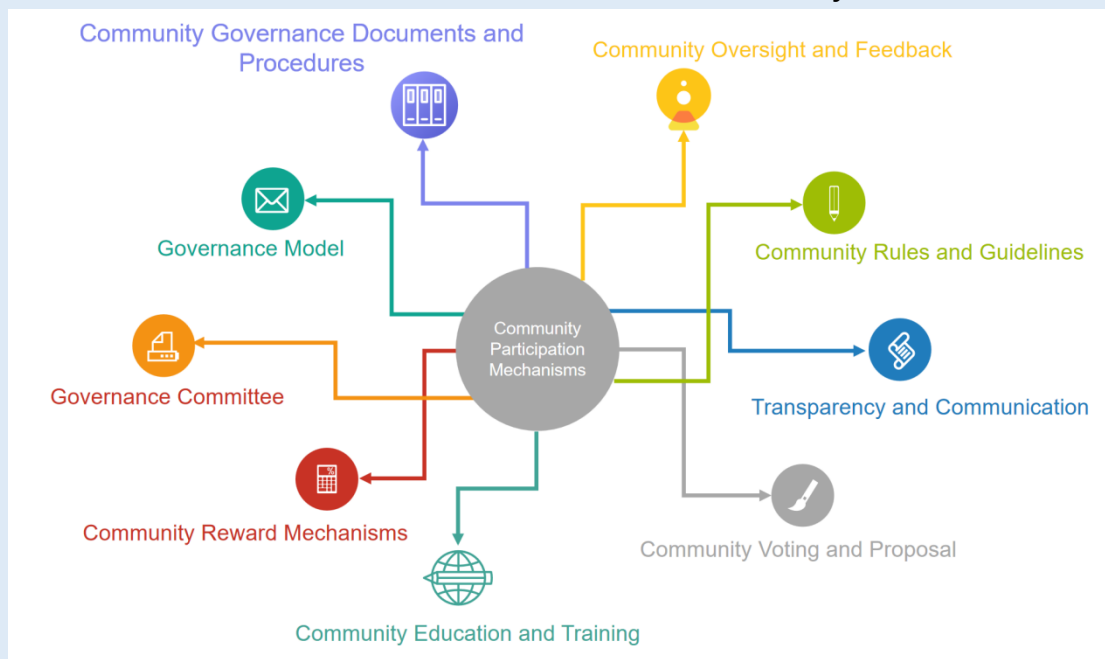 Community Governance Documents and
Procedures
Community Oversight and Feedback
Governance Model
Community Rules and Guidelines
Community
Participation
Mechanisms
Governance Committee
Transparency and Communication
Community Reward Mechanisms
Community Voting and Proposal
Community Education and Training
%